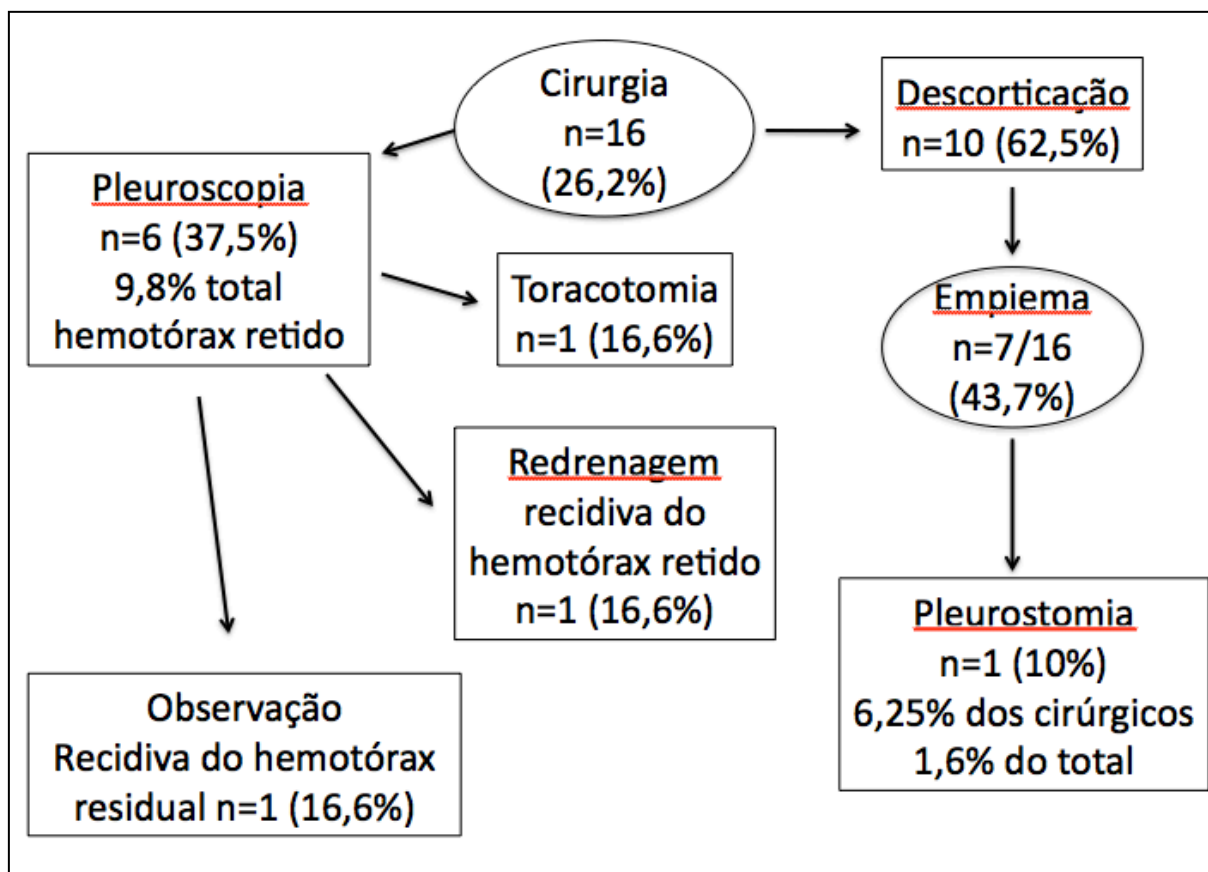 Cirurgia
n=16
(26,2%)
Descorticação
n=10 (62,5%)
Pleuroscopia
n=6 (37,5%)
9,8% total
hemotórax retido
Toracotomia
n=1 (16,6%)
Empiema
n=7/16
(43,7%)
Redrenagem
recidiva do
hemotórax retido
n=1 (16,6%)
Pleurostomia
n=1 (10%)
6,25% dos cirúrgicos
1,6% do total
Observação
Recidiva do hemotórax
residual n=1 (16,6%)